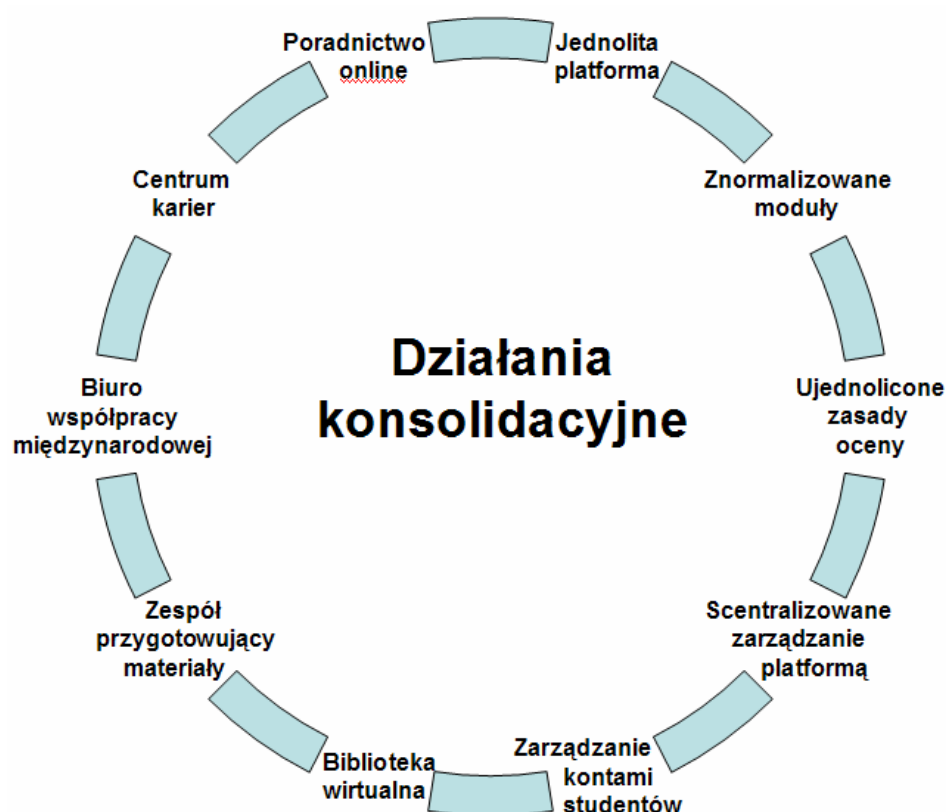 Poradnictwo
online
Jednolita
platforma
Centrum
karier
Znormalizowane
moduły
Działania
konsolidacyjne
Biuro
współpracy
międzynarodowej
Ujednolicone
zasady
oceny
Zespół
przygotowujący
materiały
Scentralizowane
zarządzanie
platformą
Biblioteka
wirtualna
Zarządzanie
kontami
studentów